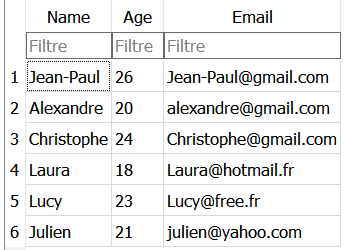 Name Age Email
Filtre Filtre Filtre
1 Jean-Paul 26 Jean-Paul@gmail.com
2 Alexandre 20 alexandre@gmail.com
3 Christophe 24 Christophe@gmail.com
4 Laura 18 Laura@hotmail.fr
5 Lucy 23 Lucy@free.fr
6 Julien 21 julien@yahoo.com